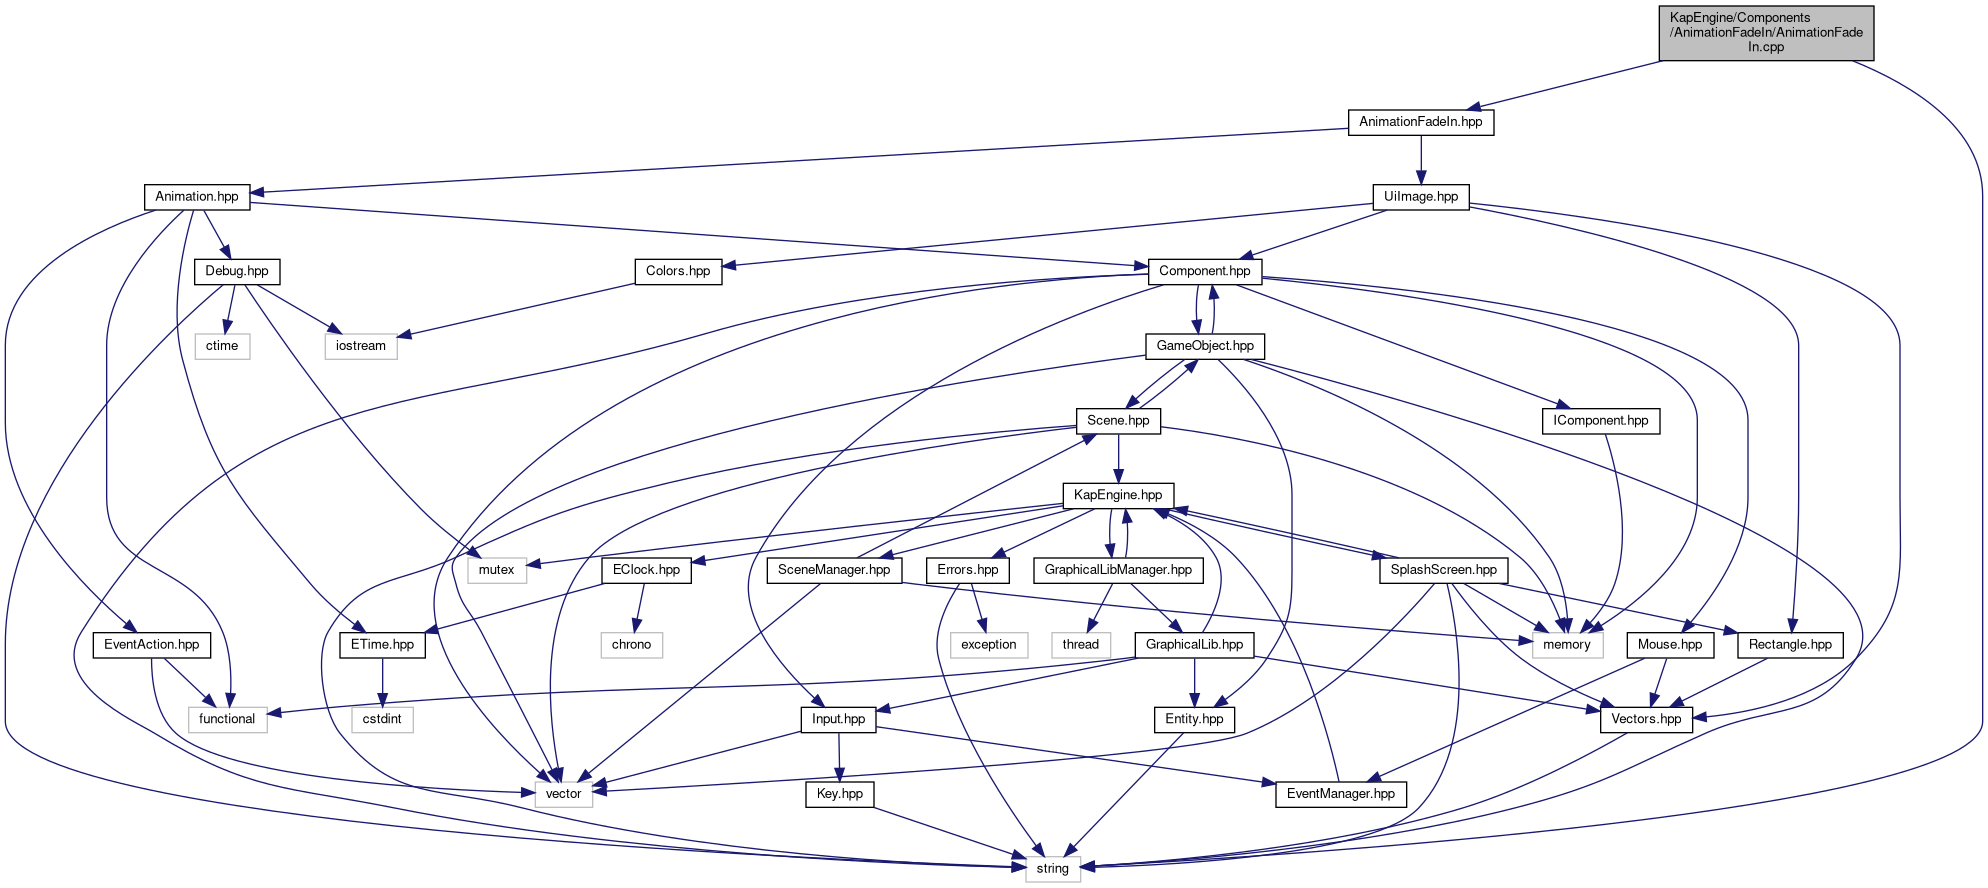 KapEngine/Components
/AnimationFadeIn/AnimationFade
In.cpp
AnimationFadeIn.hpp
Animation.hpp
UiImage.hpp
Debug.hpp
Colors.hpp
Component.hpp
ctime
iostream
GameObject.hpp
Scene.hpp
IComponent.hpp
KapEngine.hpp
mutex
EClock.hpp
SceneManager.hpp
Errors.hpp
GraphicalLibManager.hpp
SplashScreen.hpp
EventAction.hpp
ETime.hpp
chrono
exception
thread
GraphicalLib.hpp
memory
Mouse.hpp
Rectangle.hpp
functional
cstdint
Input.hpp
Entity.hpp
Vectors.hpp
vector
Key.hpp
EventManager.hpp
string